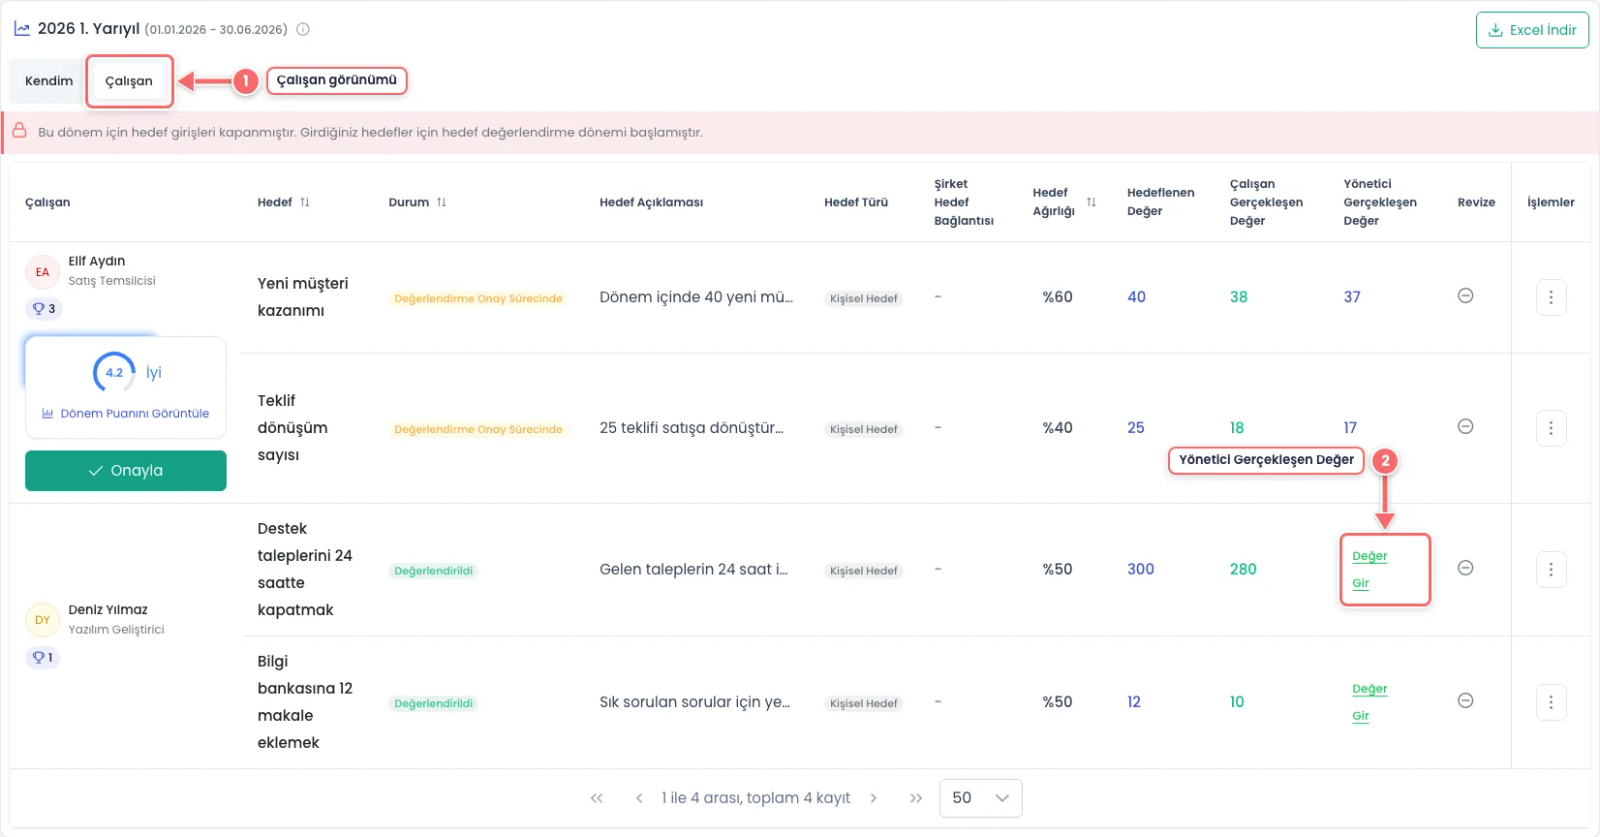 2026 1. Yarıyıl (01.01.2026 - 30.06.2026)
Excel İndir
Kendim
Çalışan
1
Çalışan görünümü
Bu dönem için hedef girişleri kapanmıştır. Girdiğiniz hedefler için hedef değerlendirme dönemi başlamıştır.
Çalışan
Hedef
Durum
Hedef Açıklaması
Hedef Türü
Şirket
Hedef
Bağlantısı
Hedef
Ağırlığı
Hedeflenen
Değer
Çalışan
Gerçekleşen
Değer
Yönetici
Gerçekleşen
Değer
Revize
İşlemler
EA
Elif Aydın
Satış Temsilcisi
3
4.2
İyi
Dönem Puanını Görüntüle
Onayla
Yeni müşteri
kazanımı
Değerlendirme Onay Sürecinde
Dönem içinde 40 yeni mü...
Kişisel Hedef
-
%60
40
38
37
Teklif
dönüşüm
sayısı
Değerlendirme Onay Sürecinde
25 teklifi satışa dönüştür...
Kişisel Hedef
-
%40
25
18
17
Yönetici Gerçekleşen Değer
2
DY
Deniz Yılmaz
Yazılım Geliştirici
1
Destek
taleplerini 24
saatte
kapatmak
Değerlendirildi
Gelen taleplerin 24 saat i...
Kişisel Hedef
-
%50
300
280
Değer
Gir
Bilgi
bankasına 12
makale
eklemek
Değerlendirildi
Sık sorulan sorular için ye...
Kişisel Hedef
-
%50
12
10
Değer
Gir
1 ile 4 arası, toplam 4 kayıt
50